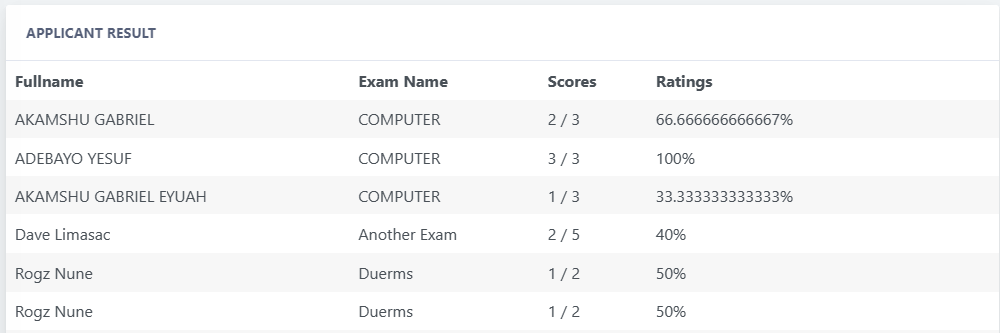 APPLICANT RESULT
Fullname Exam Name Scores Ratings
AKAMSHU GABRIEL COMPUTER 2 / 3 66.666666666667%
ADEBAYO YESUF COMPUTER 3 / 3 100%
AKAMSHU GABRIEL EYUAH COMPUTER 1 / 3 33.333333333333%
Dave Limasac Another Exam 2 / 5 40%
Rogz Nune Duerms 1 / 2 50%
Rogz Nune Duerms 1 / 2 50%